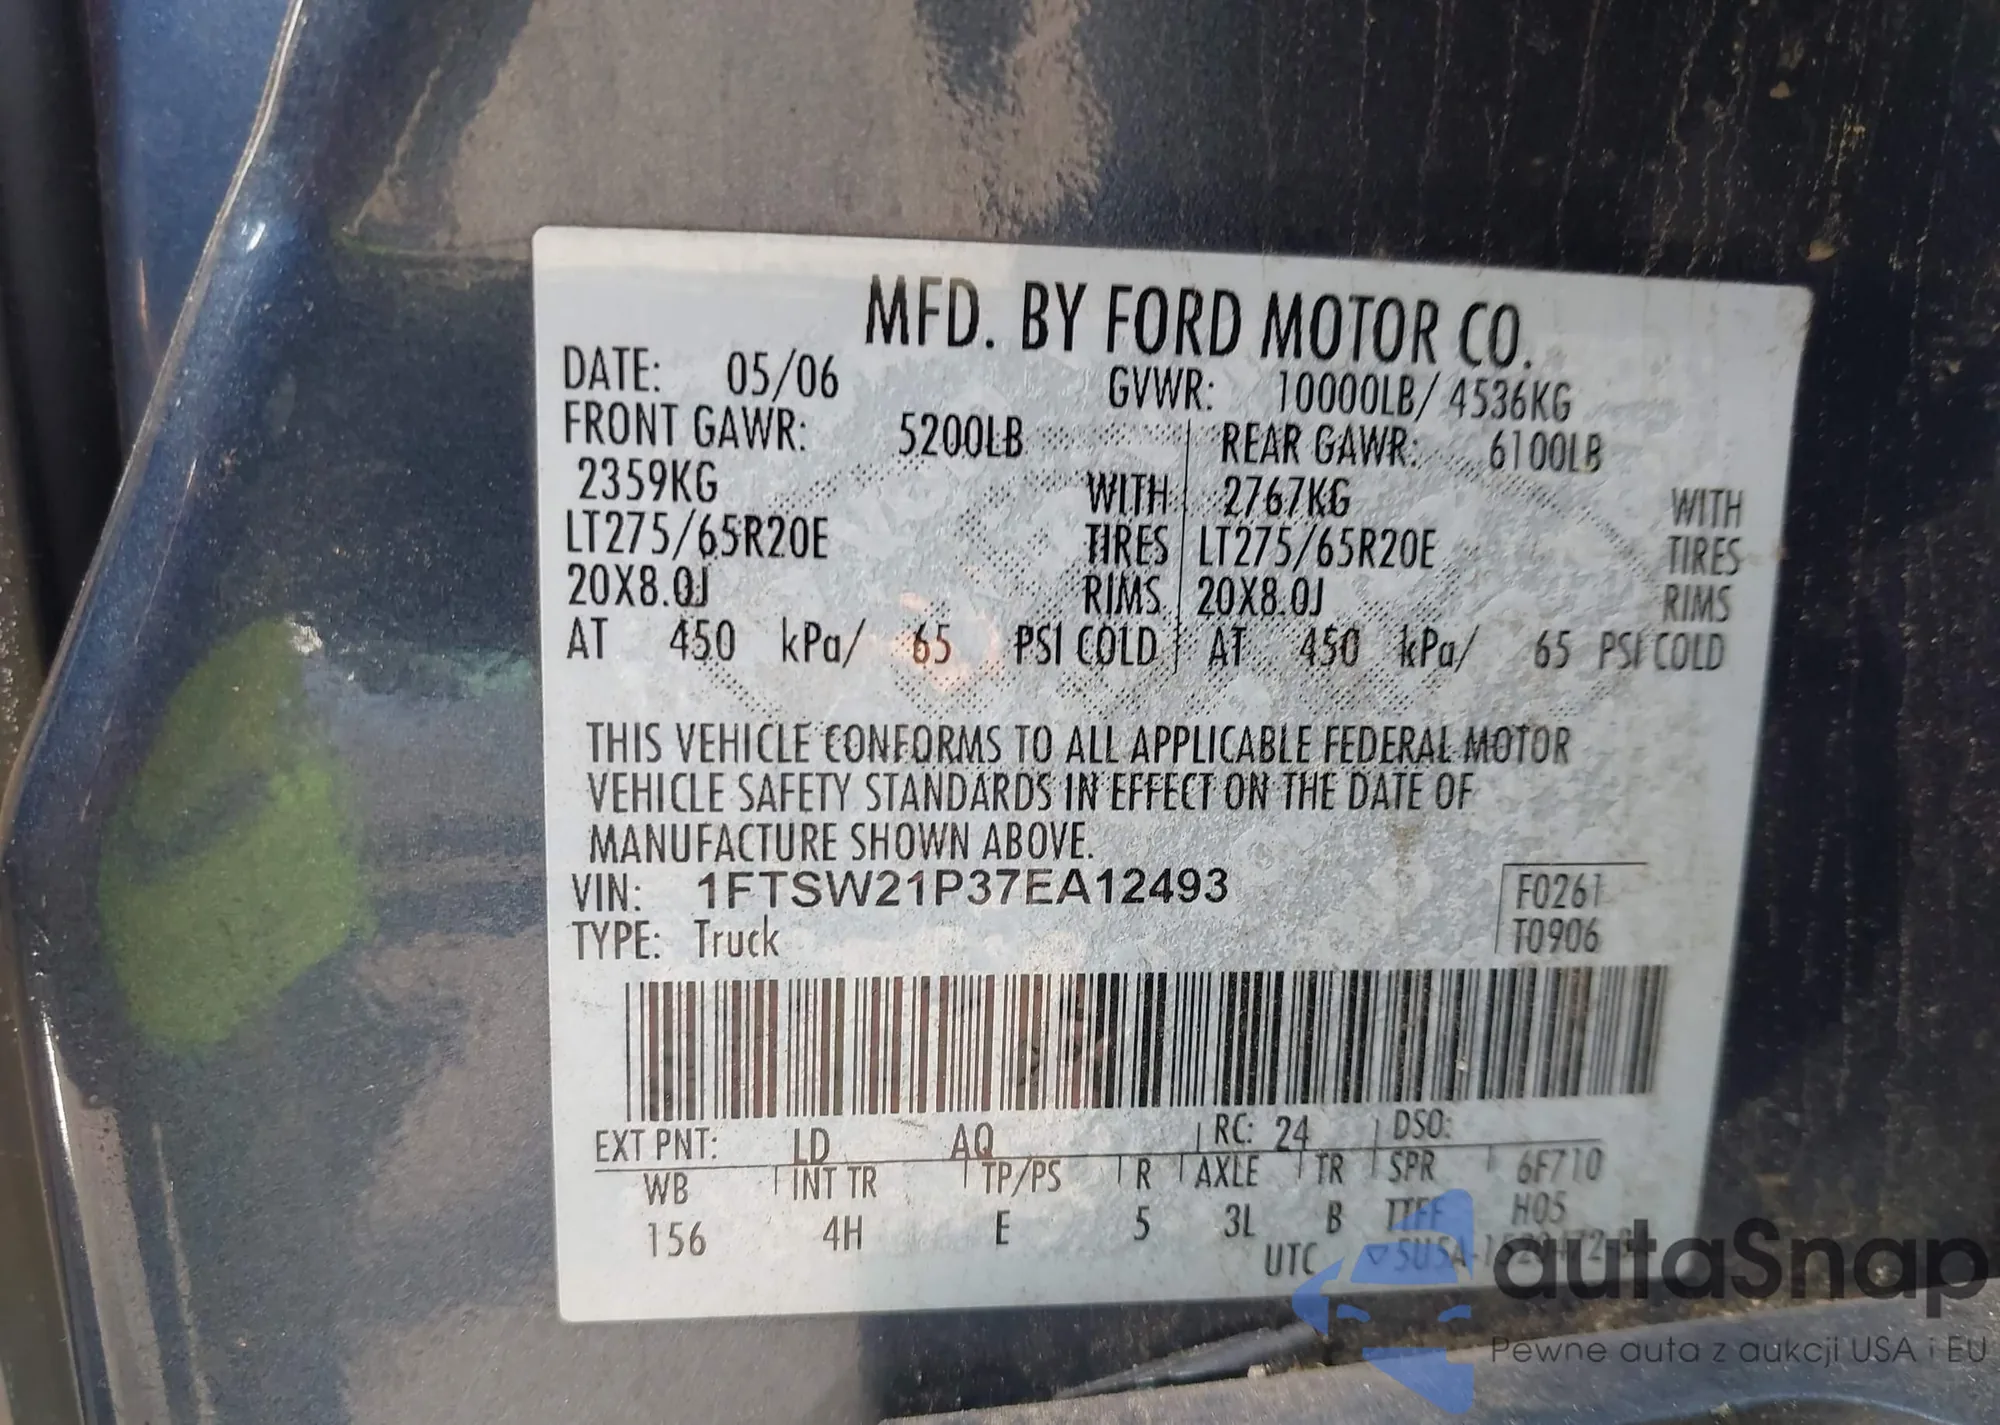 MFD. BY FORD MOTOR CO.
DATE: 05/06 GVWR: 10000LB/ 4536KG
FRONT GAWR: 5200LB REAR GAWR: 6100LB
2359KG WITH 2767KG WITH
LT275/65R20E TIRES LT275/65R20E TIRES
20X8.0J RIMS 20X8.0J RIMS
AT 450 kPa/ 65 PSI COLD AT 450 kPa/ 65 PSI COLD
THIS VEHICLE CONFORMS TO ALL APPLICABLE FEDERAL MOTOR
VEHICLE SAFETY STANDARDS IN EFFECT ON THE DATE OF
MANUFACTURE SHOWN ABOVE.
VIN: 1FTSW21P37EA12493 F0261
TYPE: Truck T0906
EXT PNT: LD AQ RC: 24 DSO:
WB INT TR TP/PS R AXLE TR SPR 6F710
156 4H E 5 3L B H05
UTC
autaSnap
Pewne auta z aukcji USA i EU